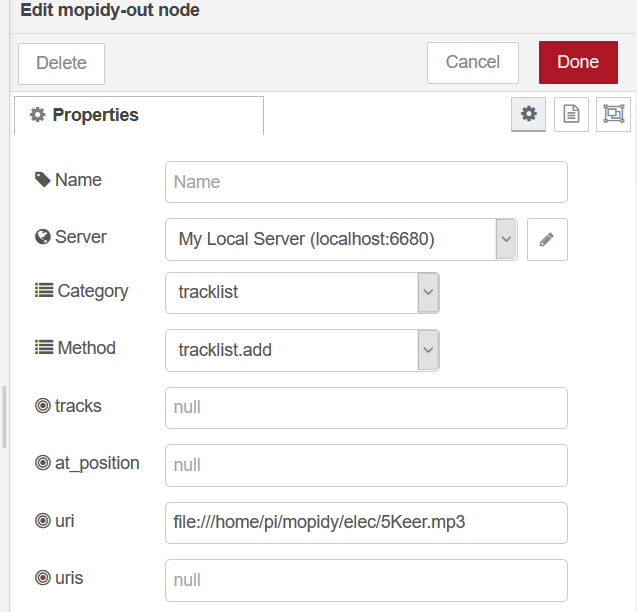 Edit mopidy-out node
Delete
Cancel
Done
Properties
Name
Name
Server
My Local Server (localhost:6680)
Category
tracklist
Method
tracklist.add
tracks
null
at_position
null
uri
file:///home/pi/mopidy/elec/5Keer.mp3
uris
null